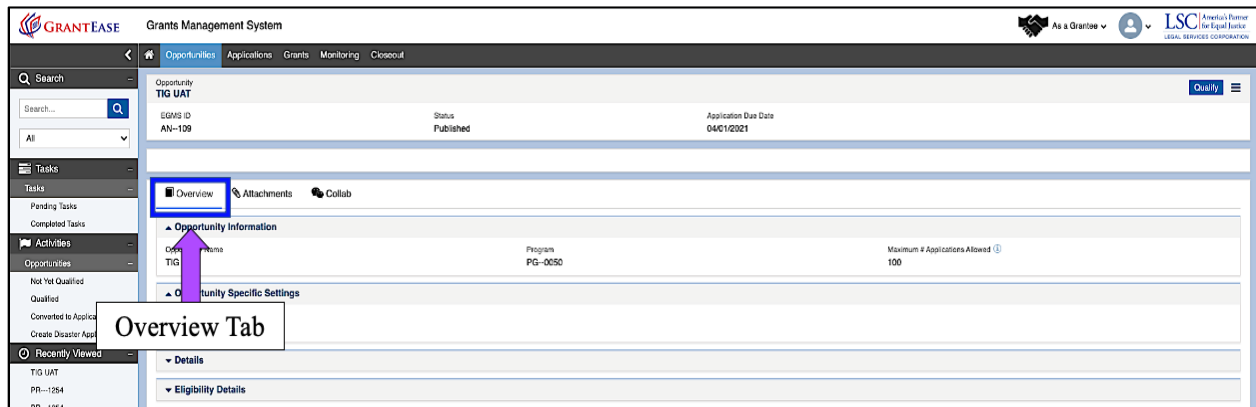 GRANTEASE
Grants Management System
As a Grantee
LSC America's Partner for Equal Justice
LEGAL SERVICES CORPORATION
Opportunities Applications Grants Monitoring Closeout
Search
Search...
All
Tasks
Tasks
Pending Tasks
Completed Tasks
Activities
Opportunities
Not Yet Qualified
Qualified
Converted to Applica
Create Disaster Appl
Recently Viewed
TIG UAT
PR---1254
Opportunity
TIG UAT
Qualify
EGMS ID Status Application Due Date
AN--109 Published 04/01/2021
Overview Attachments Collab
Opportunity Information
Name Program Maximum # Applications Allowed
TIG PG--0050 100
Specific Settings
Overview Tab
Details
Eligibility Details